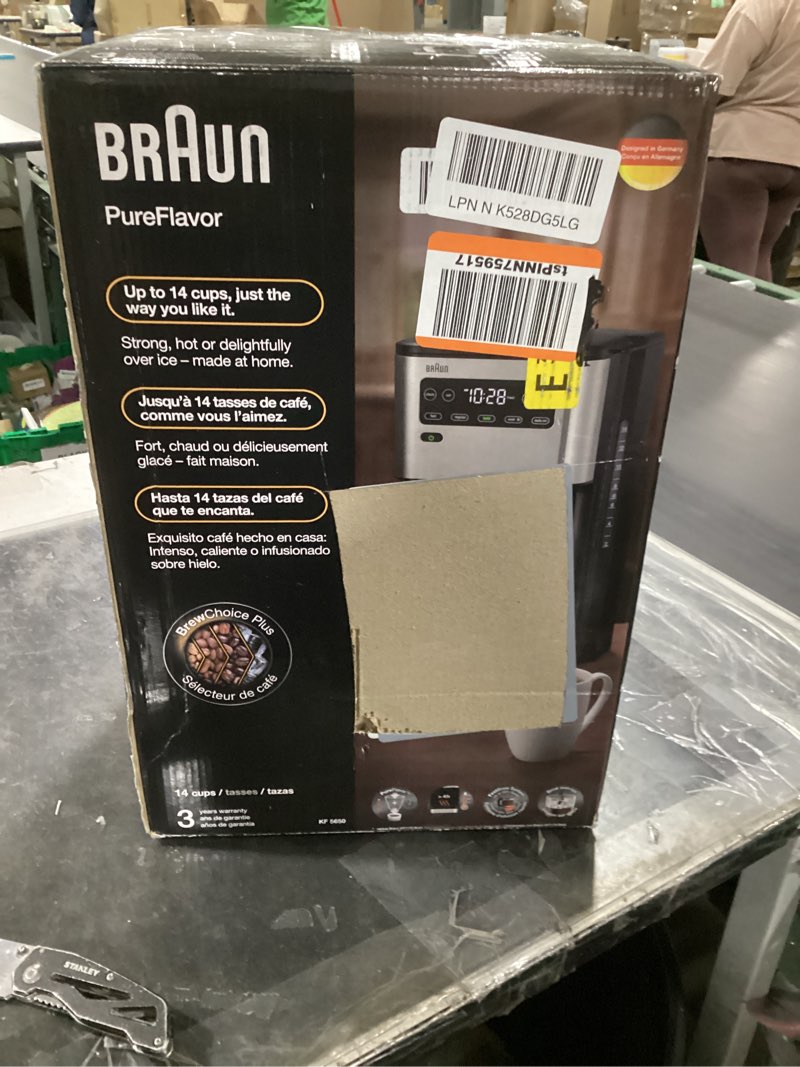 BRAUN
PureFlavor
Up to 14 cups, just the
way you like it.
Strong, hot or delightfully
over ice – made at home.
Jusqu'à 14 tasses de café,
comme vous l'aimez.
Fort, chaud ou délicieusement
glacé – fait maison.
Hasta 14 tazas del café
que te encanta.
Exquisito café hecho en casa:
Intenso, caliente o infusionado
sobre hielo.
BrewChoice Plus
Sélecteur de café
14 cups / tasses / tazas
3 years warranty
ans de garantie
años de garantía
KF 5650
Designed in Germany
Conçu en Allemagne
LPN N K528DG5LG
tsPINN759517
E
BRAUN
10:28
STANLEY